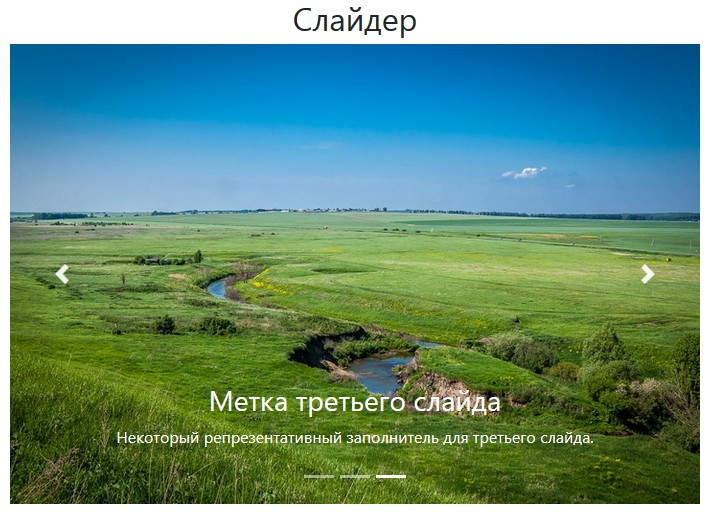 Слайдер
Метка третьего слайда
Некоторый репрезентативный заполнитель для третьего слайда.